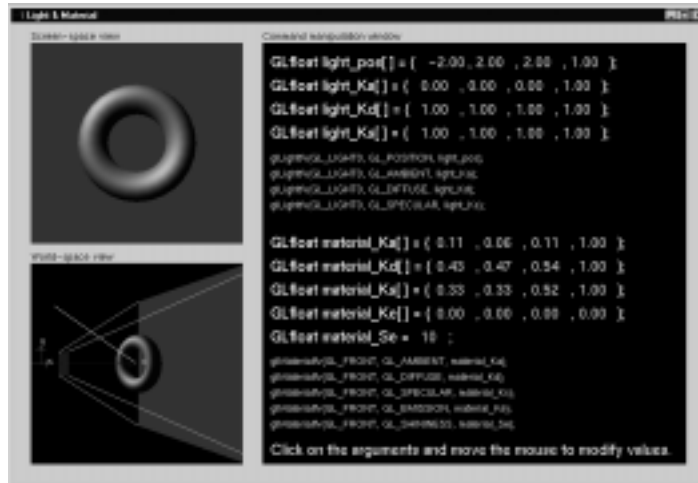 Light & Material
Screen-space view
Command manipulation window
GLfloat light_pos[] = { -2.00 , 2.00 , 2.00 , 1.00 };
GLfloat light_Ka[] = { 0.00 , 0.00 , 0.00 , 1.00 };
GLfloat light_Kd[] = { 1.00 , 1.00 , 1.00 , 1.00 };
GLfloat light_Ks[] = { 1.00 , 1.00 , 1.00 , 1.00 };
glLightfv(GL_LIGHT0, GL_POSITION, light_pos);
glLightfv(GL_LIGHT0, GL_AMBIENT, light_Ka);
glLightfv(GL_LIGHT0, GL_DIFFUSE, light_Kd);
glLightfv(GL_LIGHT0, GL_SPECULAR, light_Ks);
World-space view
GLfloat material_Ka[] = { 0.11 , 0.06 , 0.11 , 1.00 };
GLfloat material_Kd[] = { 0.43 , 0.47 , 0.54 , 1.00 };
GLfloat material_Ks[] = { 0.33 , 0.33 , 0.52 , 1.00 };
GLfloat material_Ke[] = { 0.00 , 0.00 , 0.00 , 0.00 };
GLfloat material_Se = 10 ;
glMaterialfv(GL_FRONT, GL_AMBIENT, material_Ka);
glMaterialfv(GL_FRONT, GL_DIFFUSE, material_Kd);
glMaterialfv(GL_FRONT, GL_SPECULAR, material_Ks);
glMaterialfv(GL_FRONT, GL_EMISSION, material_Ke);
glMaterialfv(GL_FRONT, GL_SHININESS, material_Se);
Click on the arguments and move the mouse to modify values.